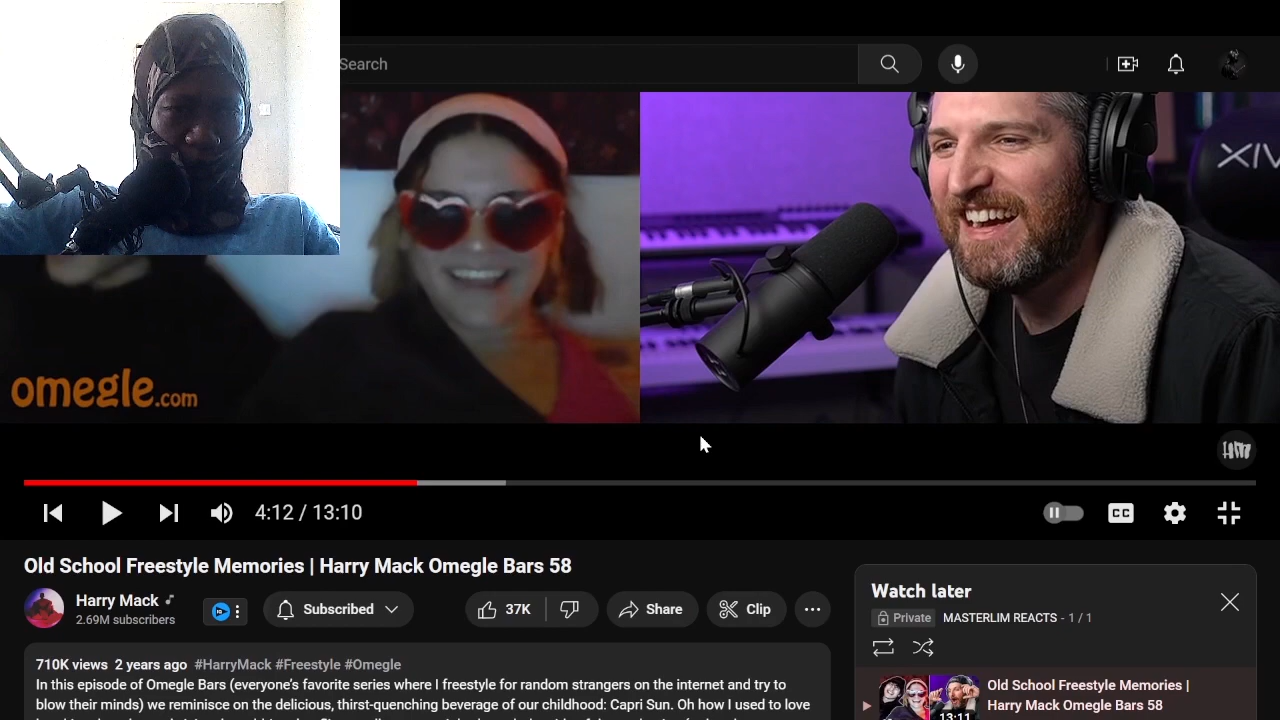 Search
XIV
omegle.com
4:12 / 13:10
CC
Old School Freestyle Memories | Harry Mack Omegle Bars 58
Harry Mack
2.69M subscribers
Subscribed
37K
Share
Clip
Watch later
Private MASTERLIM REACTS - 1 / 1
710K views 2 years ago #HarryMack #Freestyle #Omegle
In this episode of Omegle Bars (everyone's favorite series where I freestyle for random strangers on the internet and try to
blow their minds) we reminisce on the delicious, thirst-quenching beverage of our childhood: Capri Sun. Oh how I used to love
Old School Freestyle Memories |
Harry Mack Omegle Bars 58
13:11